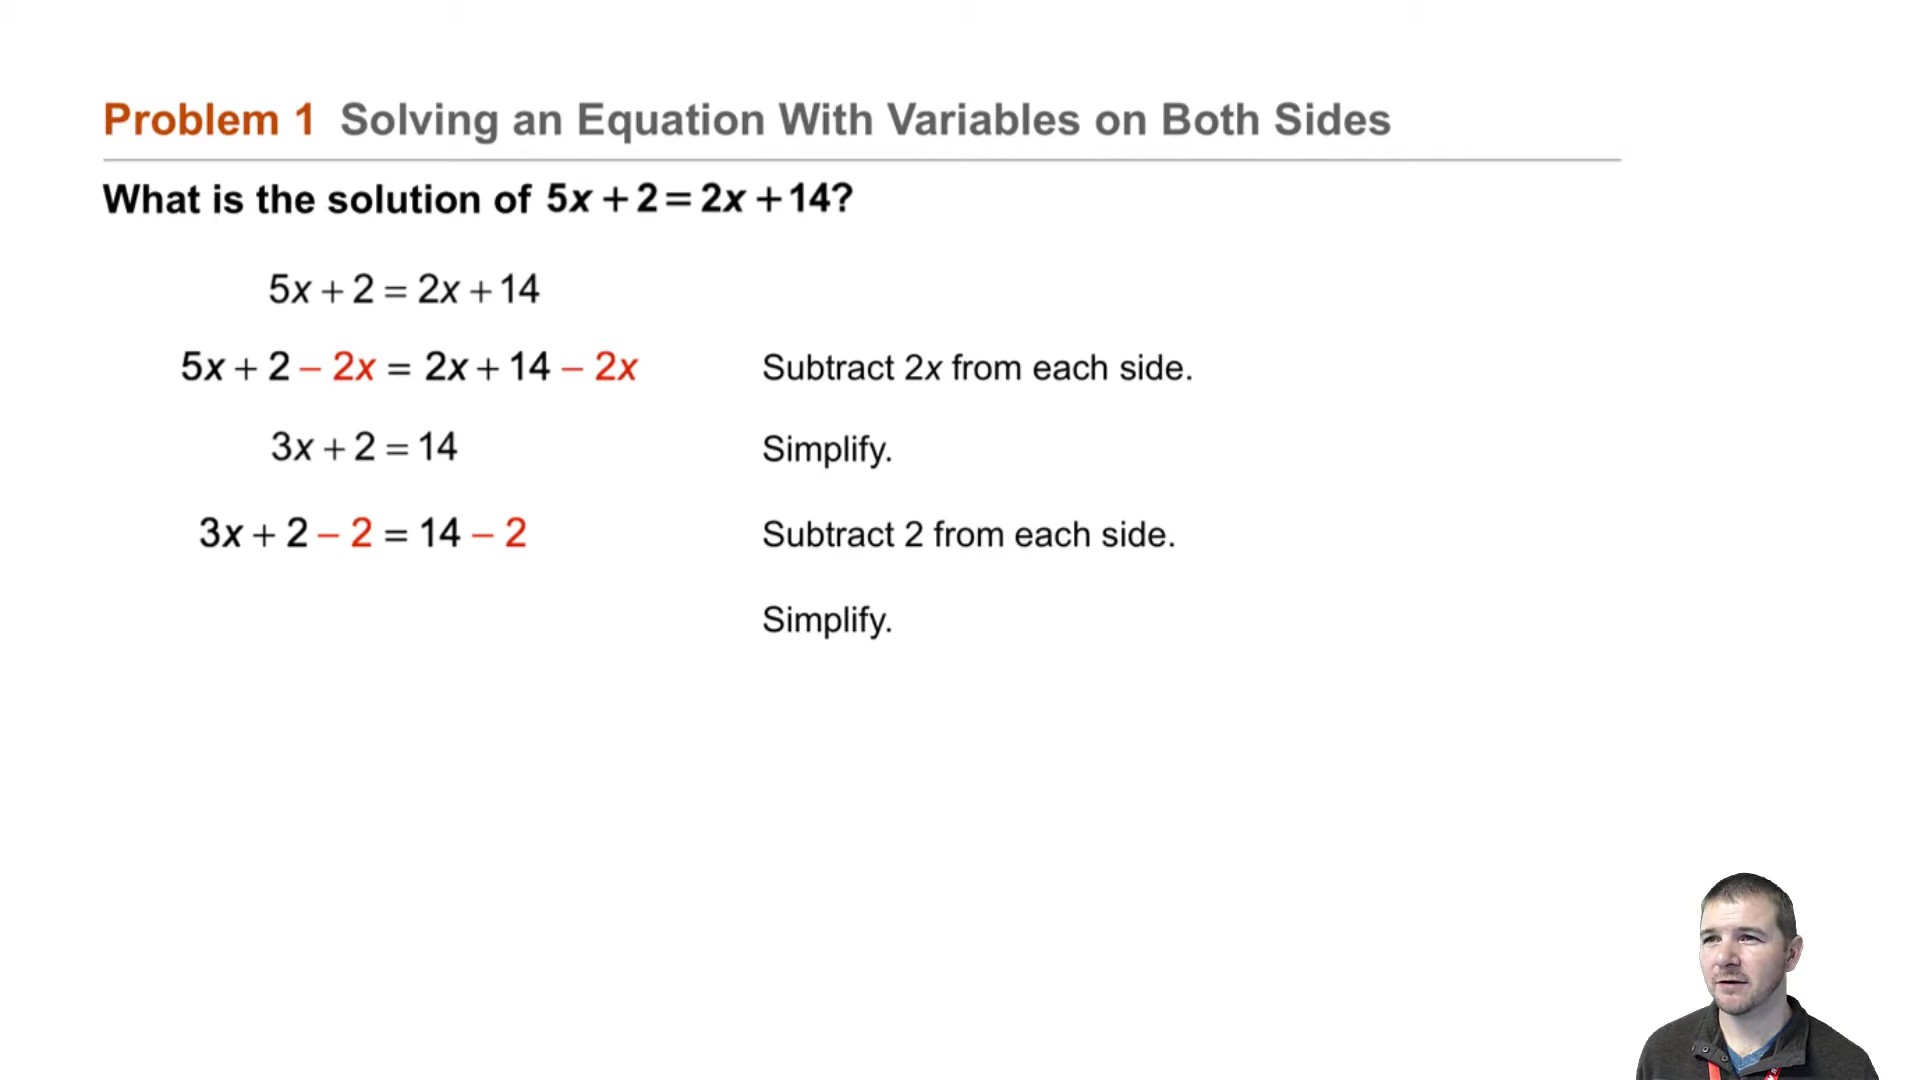 Problem 1 Solving an Equation With Variables on Both Sides
What is the solution of 5x + 2 = 2x + 14?
5x + 2 = 2x + 14
5x + 2 – 2x = 2x + 14 – 2x Subtract 2x from each side.
3x + 2 = 14 Simplify.
3x + 2 – 2 = 14 – 2 Subtract 2 from each side.
Simplify.